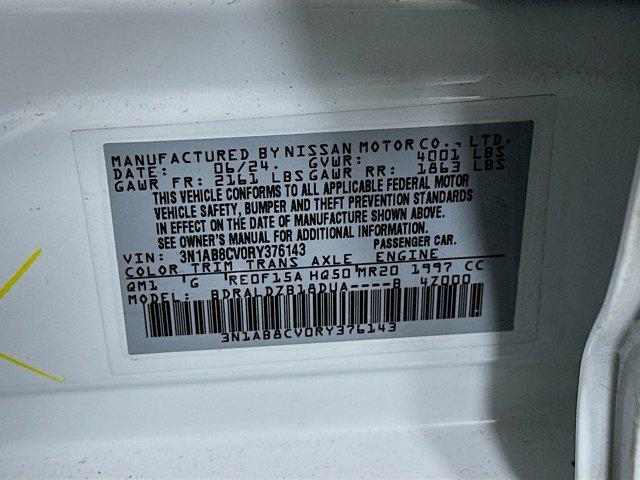 MANUFACTURED BY NISSAN MOTOR CO., LTD.
DATE: 06/24. GVWR: 4001 LBS
GAWR FR: 2161 LBS GAWR RR: 1863 LBS
THIS VEHICLE CONFORMS TO ALL APPLICABLE FEDERAL MOTOR
VEHICLE SAFETY, BUMPER AND THEFT PREVENTION STANDARDS
IN EFFECT ON THE DATE OF MANUFACTURE SHOWN ABOVE.
SEE OWNER'S MANUAL FOR ADDITIONAL INFORMATION.
VIN: 3N1AB8CV0RY376143 PASSENGER CAR.
COLOR TRIM TRANS AXLE ENGINE
QM1 G RE0F15A HQ50 MR20 1997 CC
MODEL: BDRALDZB18DUA----B 47000
3N1AB8CV0RY376143